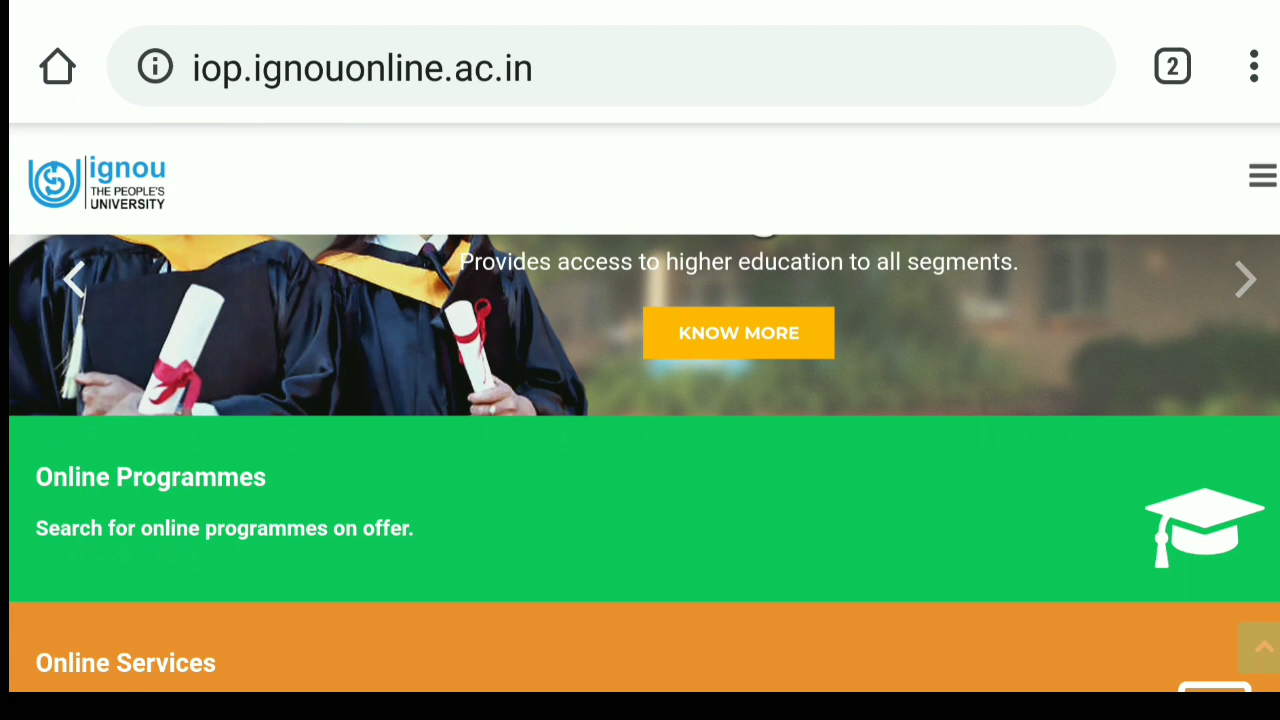 iop.ignouonline.ac.in
2
ignou
THE PEOPLE'S
UNIVERSITY
Provides access to higher education to all segments.
KNOW MORE
Online Programmes
Search for online programmes on offer.
Online Services